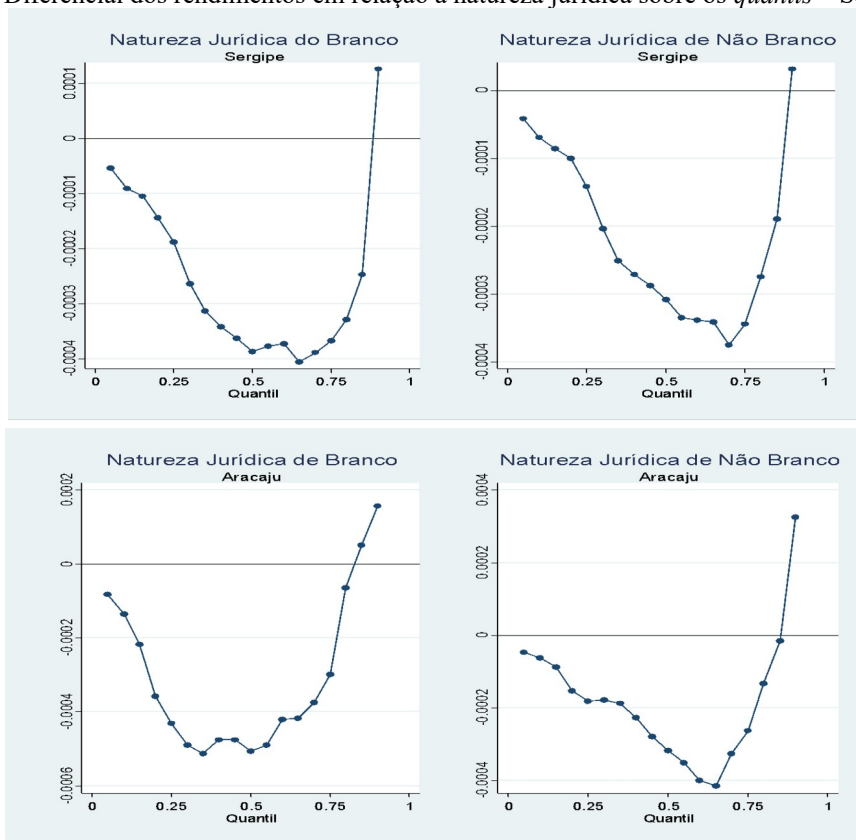 Diferencial dos rendimentos em relação a natureza jurídica sobre os quantis
Natureza Jurídica do Branco
Sergipe
0.0001
0
-0.0001
-0.0002
-0.0003
-0.0004
0 0.25 0.5 0.75 1
Quantil
Natureza Jurídica de Não Branco
Sergipe
0
-0.0001
-0.0002
-0.0003
-0.0004
0 0.25 0.5 0.75 1
Quantil
Natureza Jurídica de Branco
Aracaju
0.0002
0
-0.0002
-0.0004
-0.0006
0 0.25 0.5 0.75 1
Quantil
Natureza Jurídica de Não Branco
Aracaju
0.0004
0.0002
0
-0.0002
-0.0004
0 0.25 0.5 0.75 1
Quantil